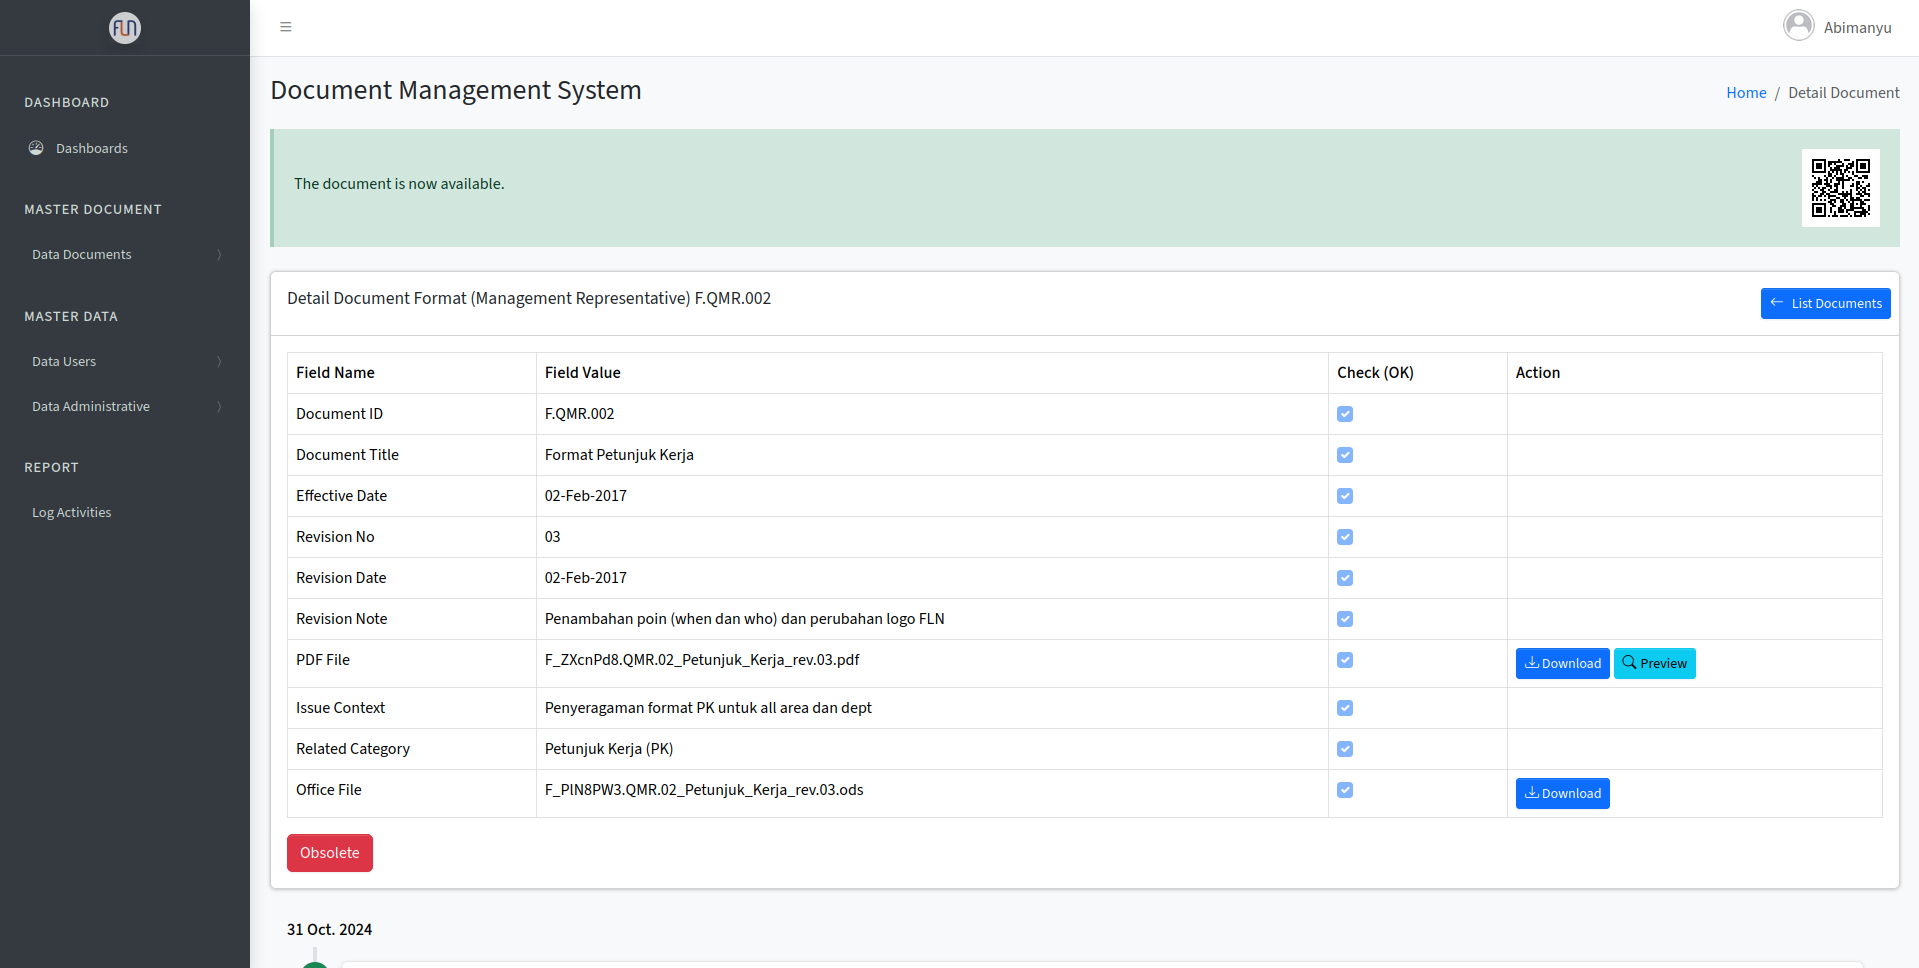 FLN
Abimanyu
DASHBOARD
Dashboards
MASTER DOCUMENT
Data Documents
MASTER DATA
Data Users
Data Administrative
REPORT
Log Activities
Document Management System
Home / Detail Document
The document is now available.
Detail Document Format (Management Representative) F.QMR.002
List Documents
Field Name Field Value Check (OK) Action
Document ID F.QMR.002
Document Title Format Petunjuk Kerja
Effective Date 02-Feb-2017
Revision No 03
Revision Date 02-Feb-2017
Revision Note Penambahan poin (when dan who) dan perubahan logo FLN
PDF File F_ZXcnPd8.QMR.02_Petunjuk_Kerja_rev.03.pdf Download Preview
Issue Context Penyeragaman format PK untuk all area dan dept
Related Category Petunjuk Kerja (PK)
Office File F_PlN8PW3.QMR.02_Petunjuk_Kerja_rev.03.ods Download
Obsolete
31 Oct. 2024